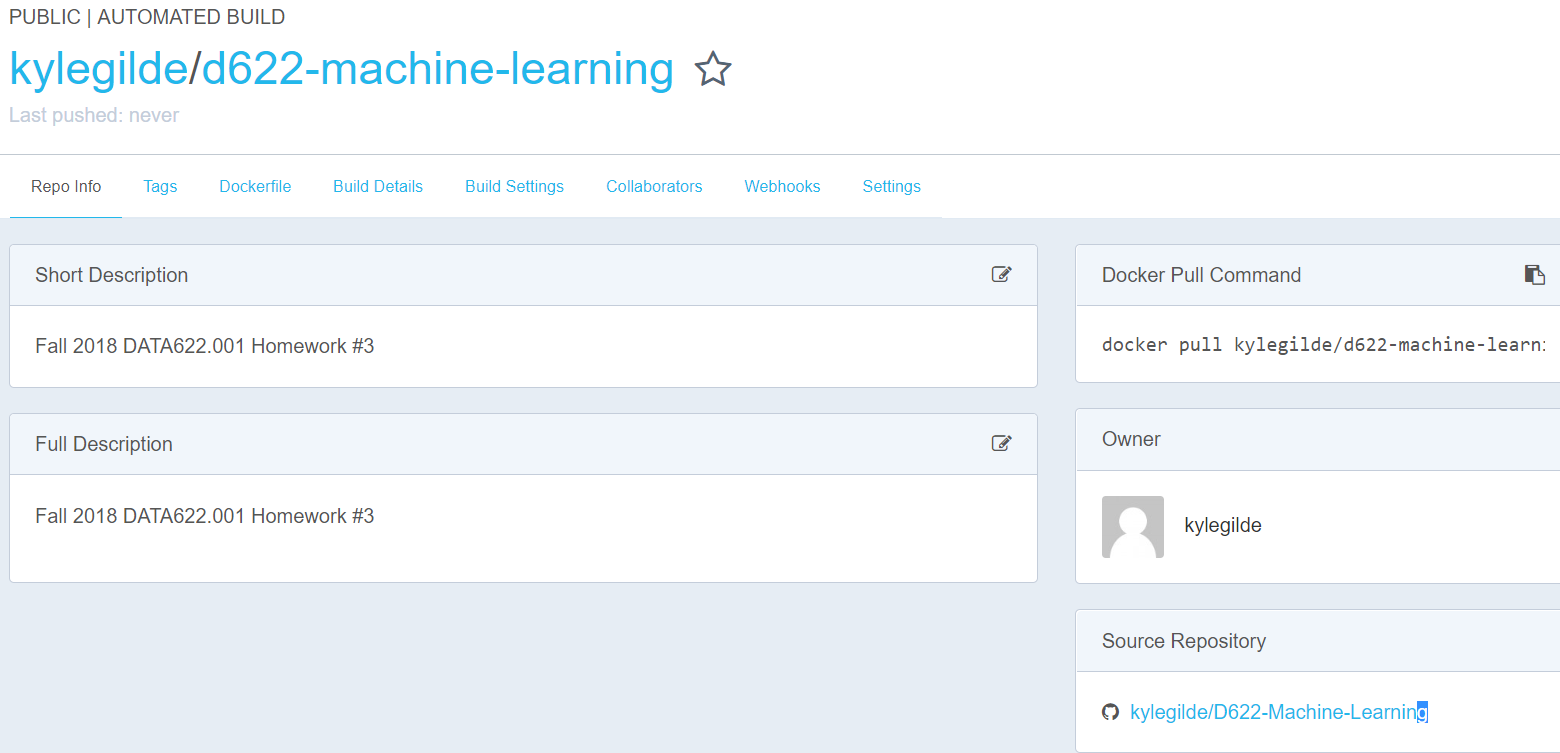 PUBLIC | AUTOMATED BUILD
kylegilde/d622-machine-learning
Last pushed: never
Repo Info Tags Dockerfile Build Details Build Settings Collaborators Webhooks Settings
Short Description
Fall 2018 DATA622.001 Homework #3
Full Description
Fall 2018 DATA622.001 Homework #3
Docker Pull Command
docker pull kylegilde/d622-machine-learn
Owner
kylegilde
Source Repository
kylegilde/D622-Machine-Learning